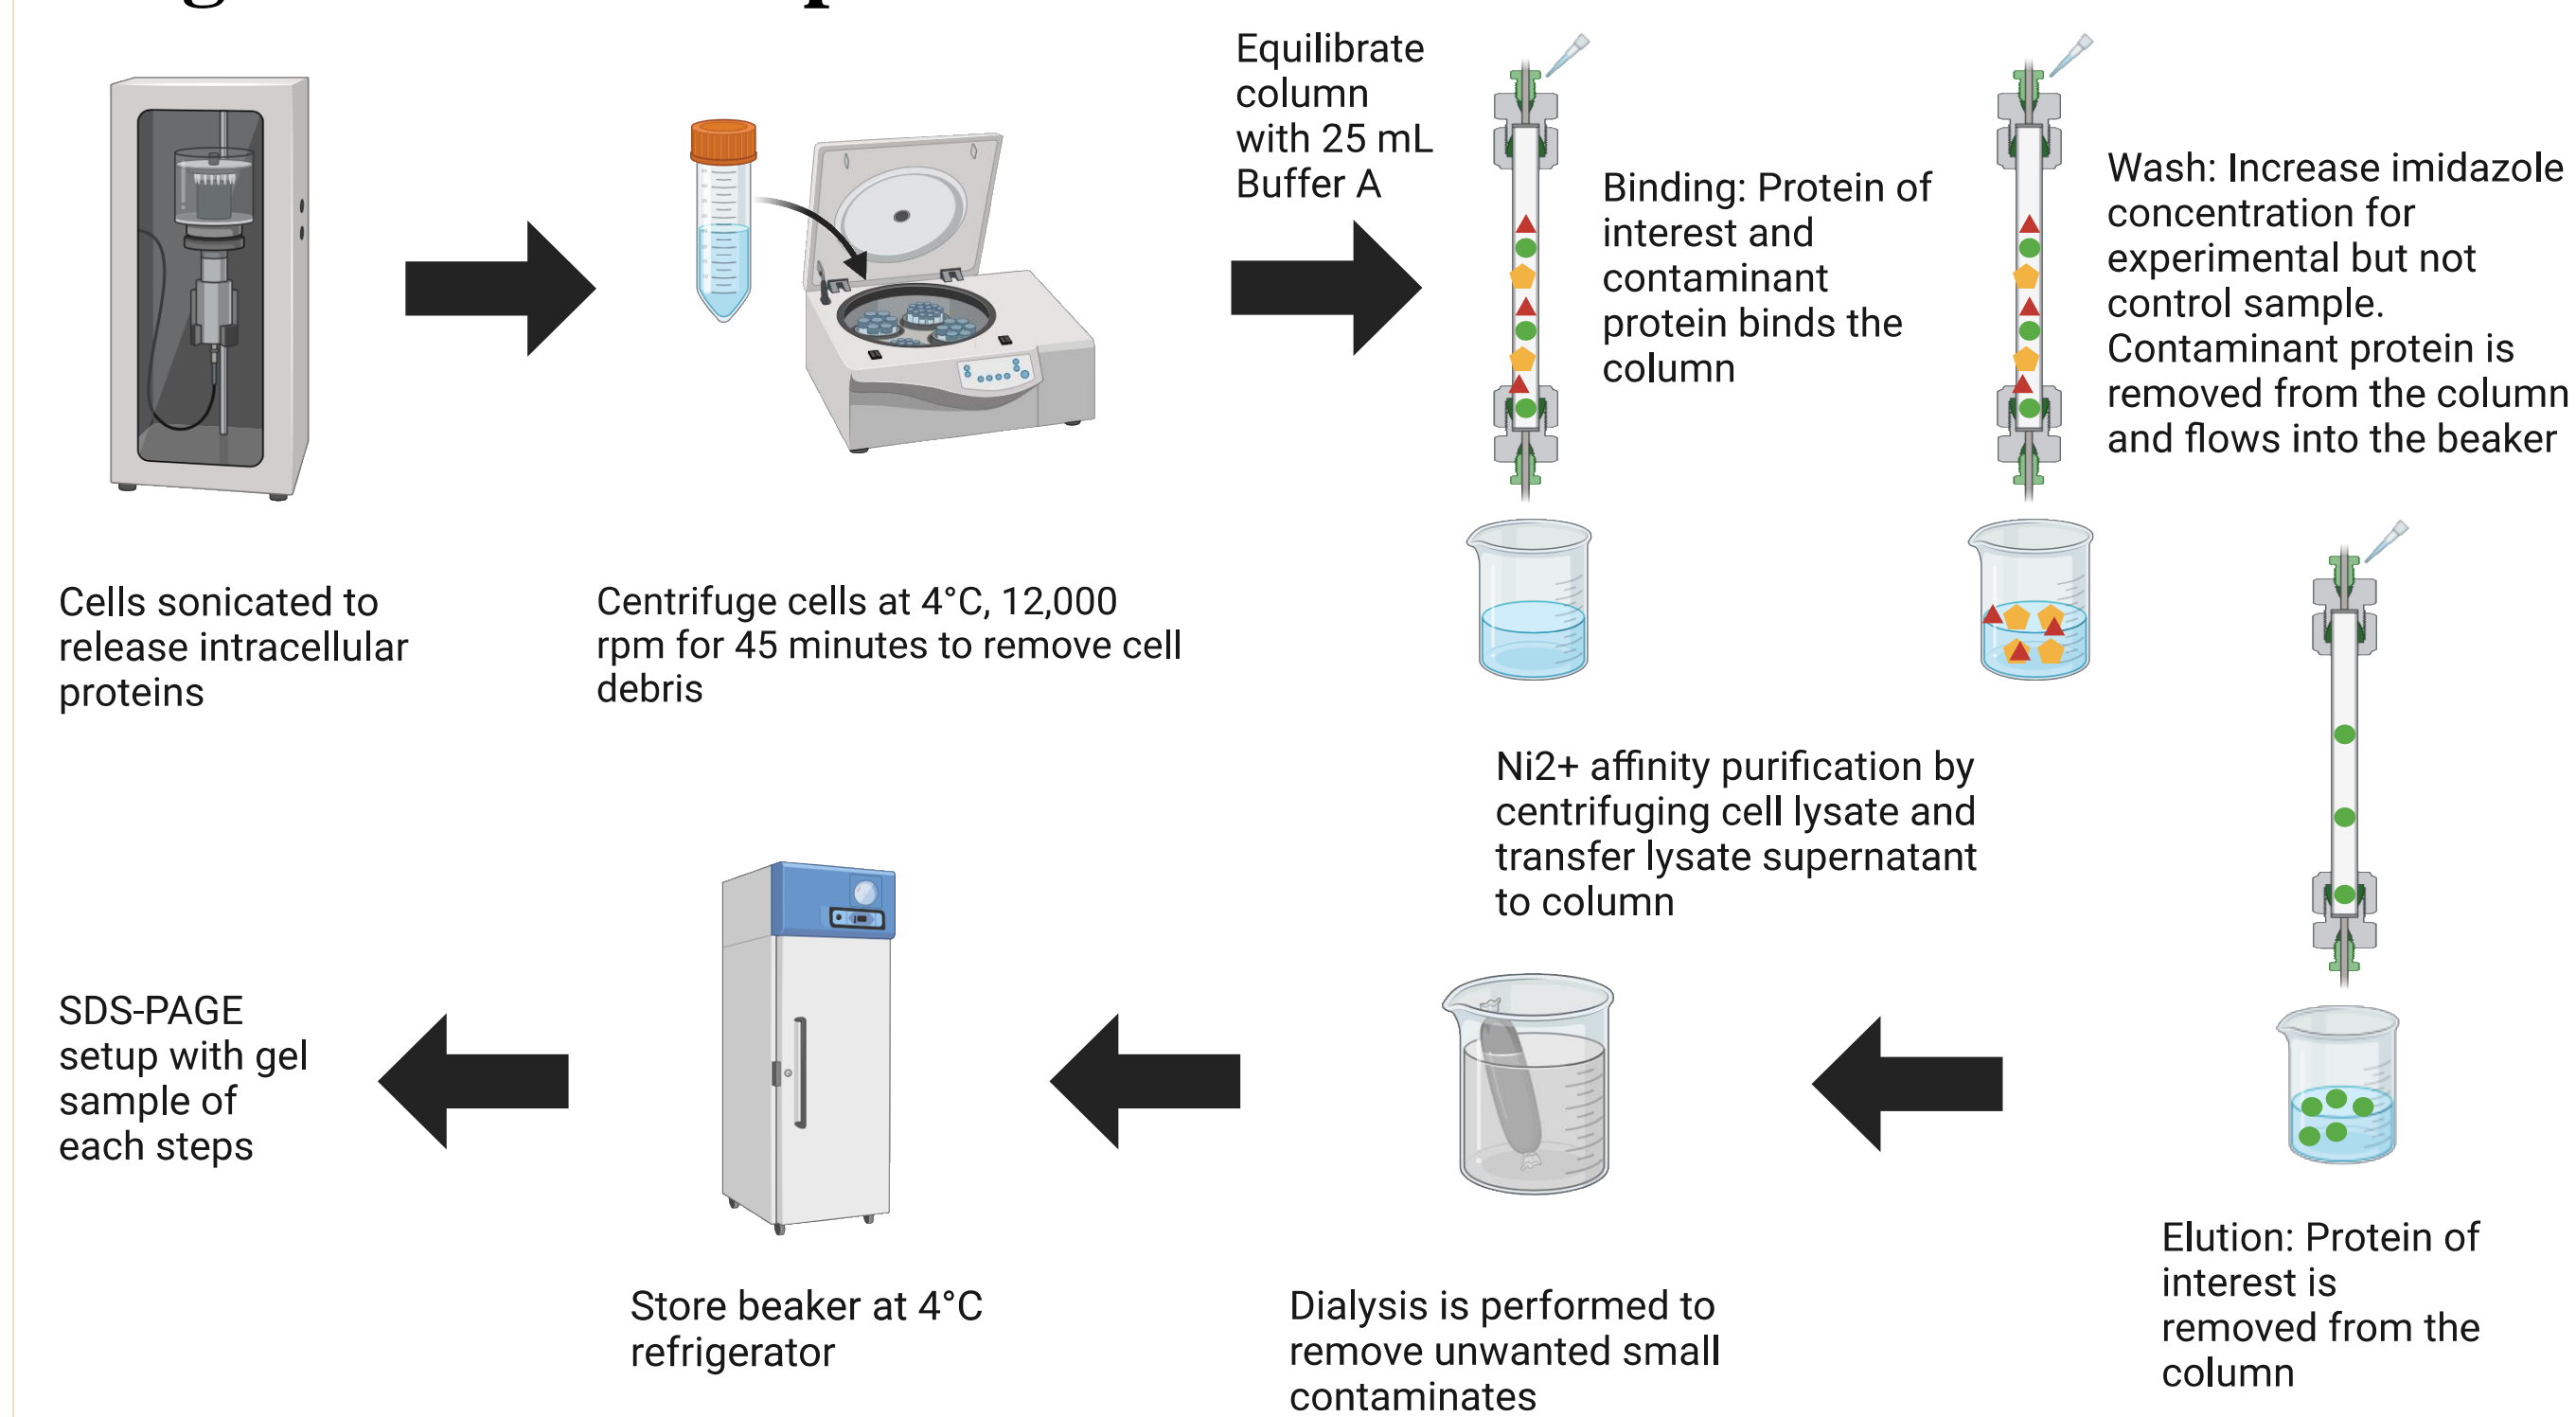 Equilibrate
column
with 25 mL
Buffer A
Binding: Protein of
interest and
contaminant
protein binds the
column
Wash: Increase imidazole
concentration for
experimental but not
control sample.
Contaminant protein is
removed from the column
and flows into the beaker
Cells sonicated to
release intracellular
proteins
Centrifuge cells at 4°C, 12,000
rpm for 45 minutes to remove cell
debris
Ni2+ affinity purification by
centrifuging cell lysate and
transfer lysate supernatant
to column
Elution: Protein of
interest is
removed from the
column
Dialysis is performed to
remove unwanted small
contaminates
Store beaker at 4°C
refrigerator
SDS-PAGE
setup with gel
sample of
each steps